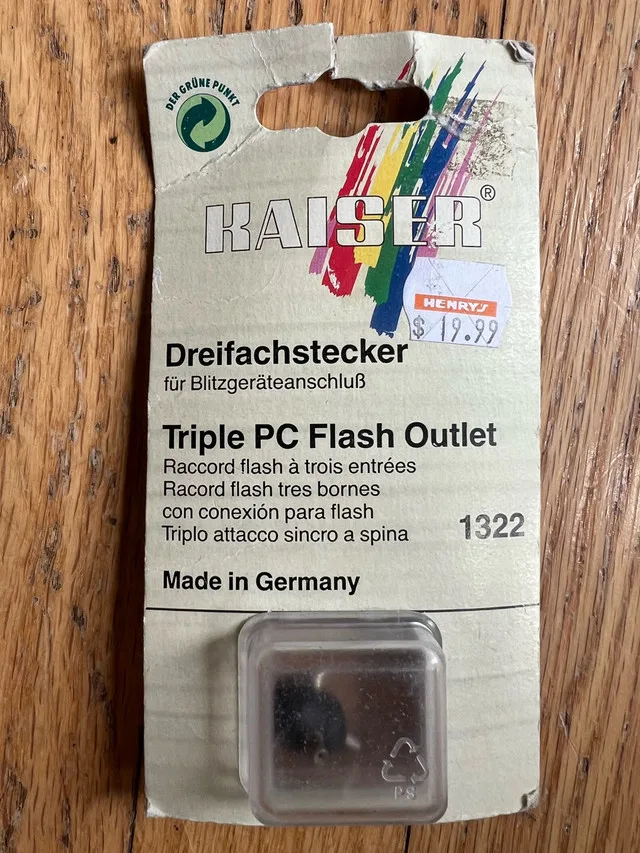 DER GRÜNE PUNKT
KAISER®
HENRY'S
$ 19.99
Dreifachstecker
für Blitzgeräteanschluß
Triple PC Flash Outlet
Raccord flash à trois entrées
Racord flash tres bornes
con conexión para flash
Triplo attacco sincro a spina
1322
Made in Germany
PS